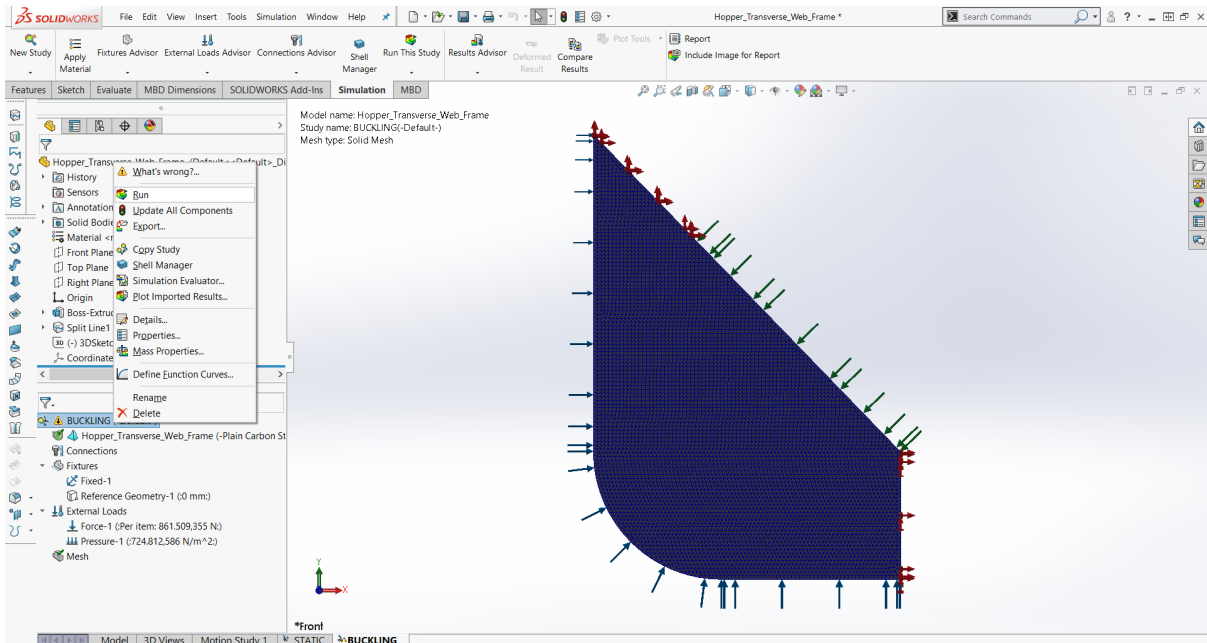 SOLIDWORKS File Edit View Insert Tools Simulation Window Help Hopper_Transverse_Web_Frame * Search Commands
New Study Apply Material Fixtures Advisor External Loads Advisor Connections Advisor Shell Manager Run This Study Results Advisor Deformed Result Compare Results Plot Tools Report
Include Image for Report
Features Sketch Evaluate MBD Dimensions SOLIDWORKS Add-Ins Simulation MBD
Model name: Hopper_Transverse_Web_Frame
Study name: BUCKLING(-Default-)
Mesh type: Solid Mesh
Hopper_Transverse_Web_Frame (Default<<Default>_Di
History
Sensors
Annotation
Solid Bodie
Material <
Front Plane
Top Plane
Right Plane
Origin
Boss-Extru
Split Line1
3D (-) 3DSketc
Coordinate
What's wrong?...
Run
Update All Components
Export...
Copy Study
Shell Manager
Simulation Evaluator...
Plot Imported Results...
Details...
Properties...
Mass Properties...
Define Function Curves...
Rename
Delete
BUCKLING
Hopper_Transverse_Web_Frame (-Plain Carbon St
Connections
Fixtures
Fixed-1
Reference Geometry-1 (:0 mm:)
External Loads
Force-1 (:Per item: 861.509,355 N:)
Pressure-1 (:724.812,586 N/m^2:)
Mesh
Y
X
*Front
Model 3D Views Motion Study 1 STATIC BUCKLING